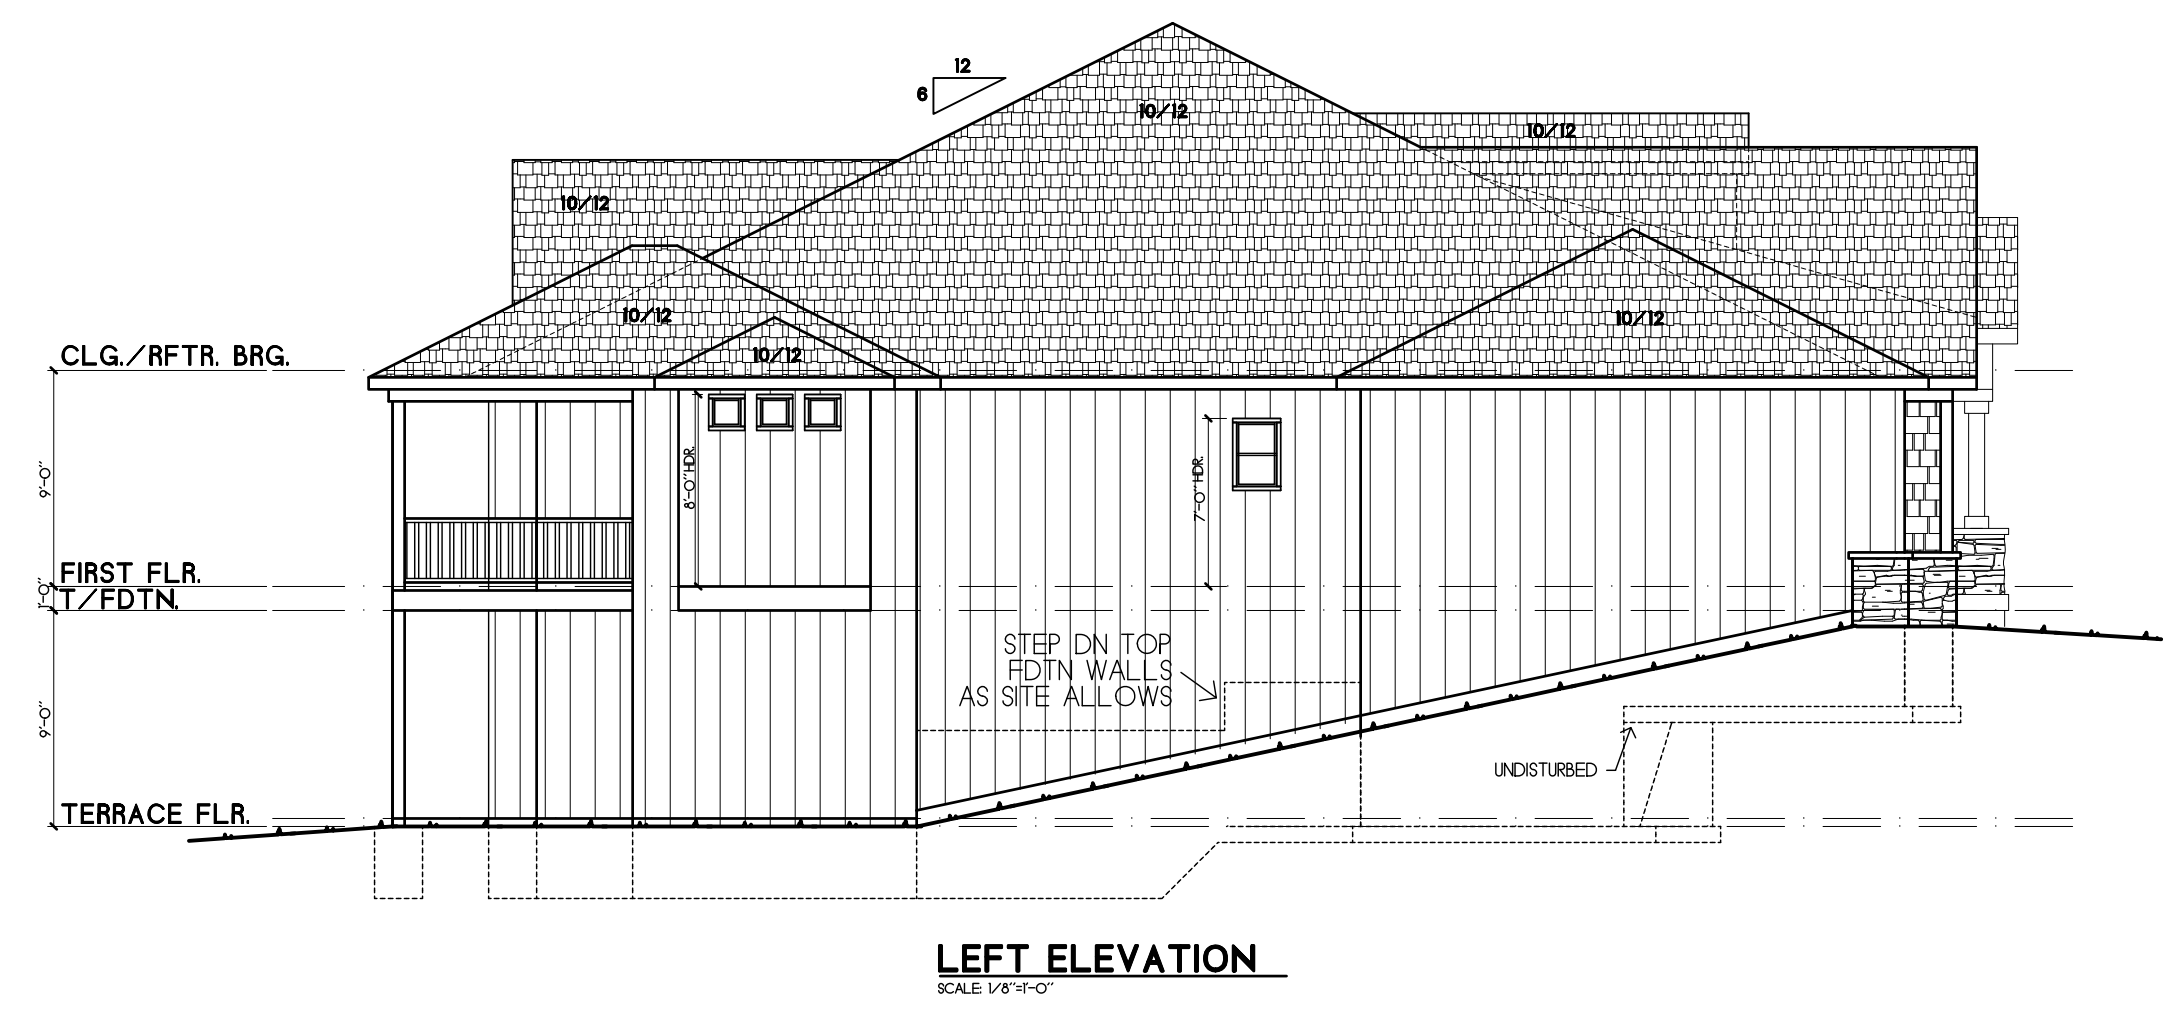 12
6
10/12
10/12
10/12
10/12
10/12
10/12
CLG./RFTR. BRG.
9'-0"
8'-0" HDR.
7'-0" HDR.
FIRST FLR.
1'-0"
T/FDTN.
STEP DN TOP
FDTN WALLS
AS SITE ALLOWS
9'-0"
UNDISTURBED
TERRACE FLR.
LEFT ELEVATION
SCALE: 1/8"=1'-0"